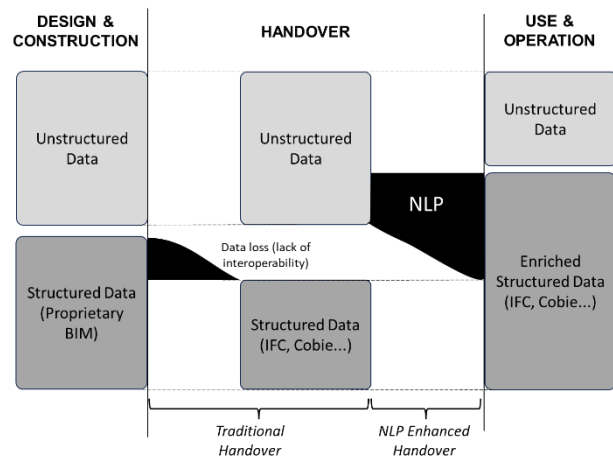 DESIGN &
CONSTRUCTION
HANDOVER
USE &
OPERATION
Unstructured
Data
Unstructured
Data
Unstructured
Data
NLP
Data loss (lack of
interoperability)
Structured Data
(Proprietary
BIM)
Structured Data
(IFC, Cobie...)
Enriched
Structured Data
(IFC, Cobie...)
Traditional
Handover
NLP Enhanced
Handover